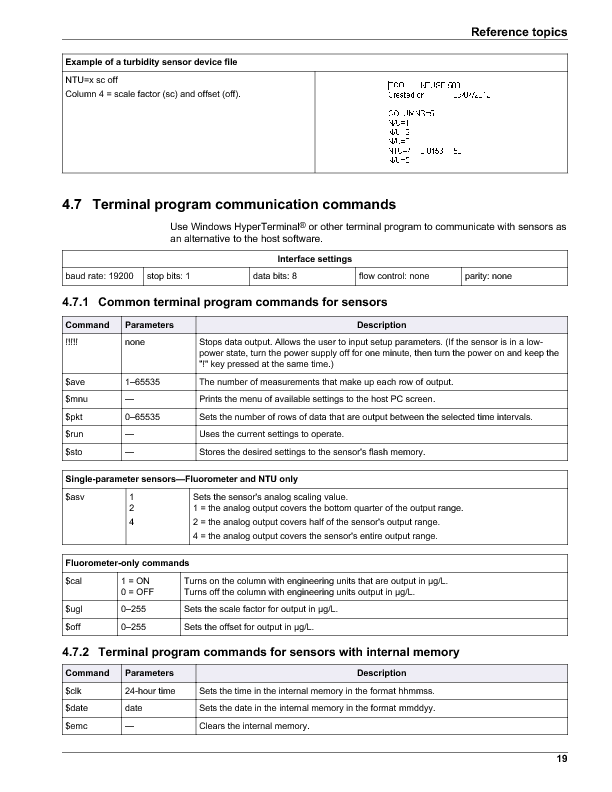 Reference topics
Example of a turbidity sensor device file
NTU=x sc off
Column 4 = scale factor (sc) and offset (off).
Created on
4.7 Terminal program communication commands
Use Windows HyperTerminal® or other terminal program to communicate with sensors as
an alternative to the host software.
Interface settings
baud rate: 19200 stop bits: 1 data bits: 8 flow control: none parity: none
4.7.1 Common terminal program commands for sensors
Command Parameters Description
!!!!! none Stops data output. Allows the user to input setup parameters. (If the sensor is in a low-
power state, turn the power supply off for one minute, then turn the power on and keep the
"!" key pressed at the same time.)
$ave 1–65535 The number of measurements that make up each row of output.
$mnu — Prints the menu of available settings to the host PC screen.
$pkt 0–65535 Sets the number of rows of data that are output between the selected time intervals.
$run — Uses the current settings to operate.
$sto — Stores the desired settings to the sensor's flash memory.
Single-parameter sensors—Fluorometer and NTU only
$asv 1 Sets the sensor's analog scaling value.
2 1 = the analog output covers the bottom quarter of the output range.
4 2 = the analog output covers half of the sensor's output range.
4 = the analog output covers the sensor's entire output range.
Fluorometer-only commands
$cal 1 = ON Turns on the column with engineering units that are output in µg/L.
0 = OFF Turns off the column with engineering units output in µg/L.
$ugl 0–255 Sets the scale factor for output in µg/L.
$off 0–255 Sets the offset for output in µg/L.
4.7.2 Terminal program commands for sensors with internal memory
Command Parameters Description
$clk 24-hour time Sets the time in the internal memory in the format hhmmss.
$date date Sets the date in the internal memory in the format mmddyy.
$emc — Clears the internal memory.
19